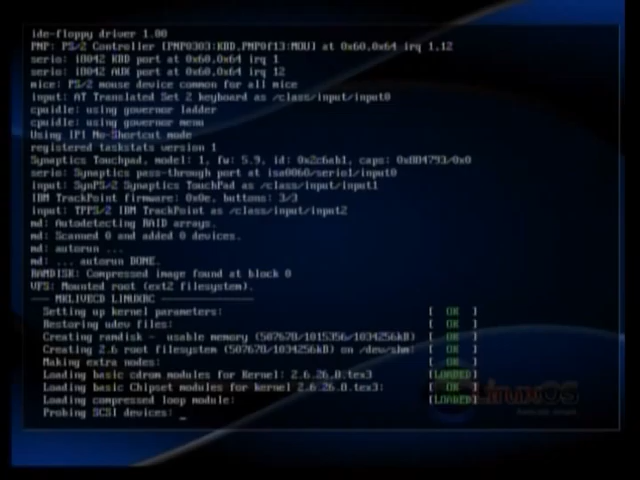 ide-floppy driver 1.00
PNP: PS/2 Controller [PNP0303:KBD,PNP0f13:MOU] at 0x60,0x64 irq 1,12
serio: i8042 KBD port at 0x60,0x64 irq 1
serio: i8042 AUX port at 0x60,0x64 irq 12
mice: PS/2 mouse device common for all mice
input: AT Translated Set 2 keyboard as /class/input/input0
cpuidle: using governor ladder
cpuidle: using governor menu
Using IPI No-Shortcut mode
registered taskstats version 1
Synaptics Touchpad, model: 1, fw: 5.9, id: 0x2c6ab1, caps: 0x884793/0x0
serio: Synaptics pass-through port at isa0060/serio1/input0
input: SynPS/2 Synaptics TouchPad as /class/input/input1
IBM TrackPoint firmware: 0x0e, buttons: 3/3
input: TPPS/2 IBM TrackPoint as /class/input/input2
md: Autodetecting RAID arrays.
md: Scanned 0 and added 0 devices.
md: autorun ...
md: ... autorun DONE.
RAMDISK: Compressed image found at block 0
VFS: Mounted root (ext2 filesystem).
--- MKLIVECD LINUXRC ---
Setting up kernel parameters: [ OK ]
Restoring udev files: [ OK ]
Creating ramdisk - usable memory (507678/1015356/1034256kB) [ OK ]
Creating 2.6 root filesystem (507678/1034256kB) on /dev/shm: [ OK ]
Making extra nodes: [ OK ]
Loading basic cdrom modules for Kernel: 2.6.26.8.tex3 [LOADED]
Loading basic Chipset modules for kernel 2.6.26.8.tex3: [ OK ]
Loading compressed loop module: [LOADED]
Probing SCSI devices: _
LinuxOS